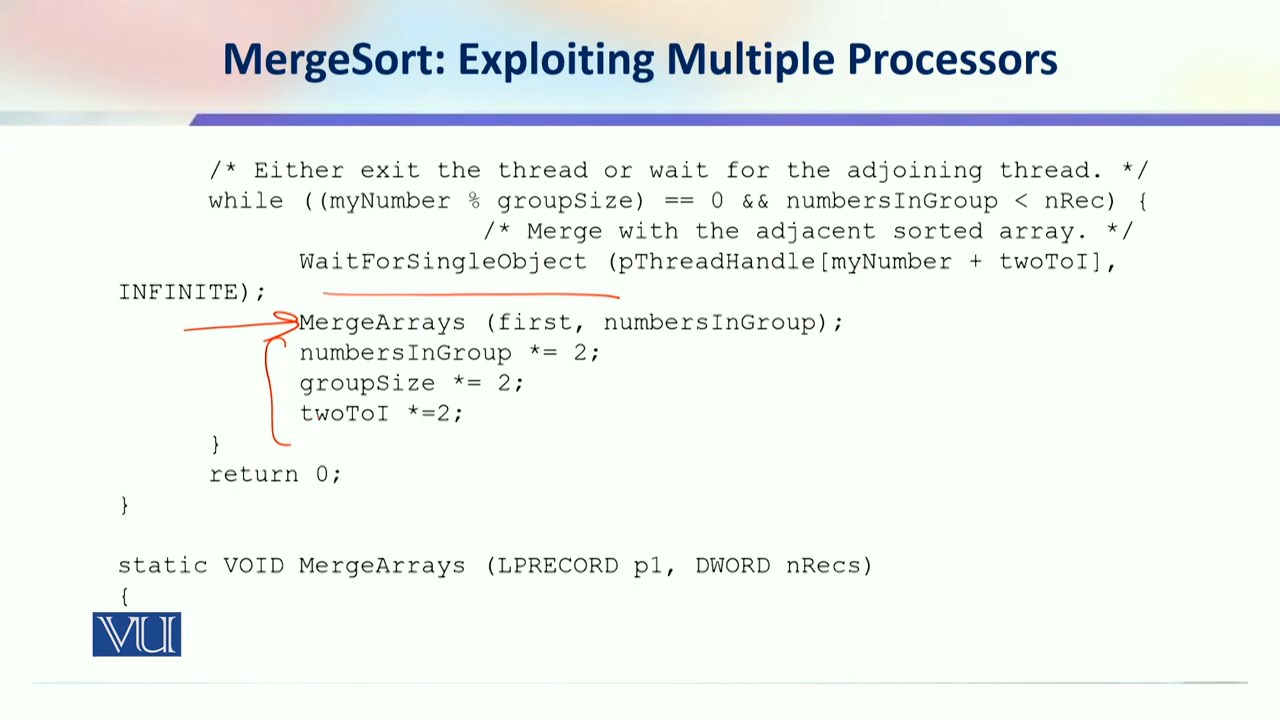 MergeSort: Exploiting Multiple Processors
/* Either exit the thread or wait for the adjoining thread. */
while ((myNumber % groupSize) == 0 && numbersInGroup < nRec) {
/* Merge with the adjacent sorted array. */
WaitForSingleObject (pThreadHandle[myNumber + twoToI],
INFINITE);
MergeArrays (first, numbersInGroup);
numbersInGroup *= 2;
groupSize *= 2;
twoToI *=2;
}
return 0;
}
static VOID MergeArrays (LPRECORD p1, DWORD nRecs)
{
VU